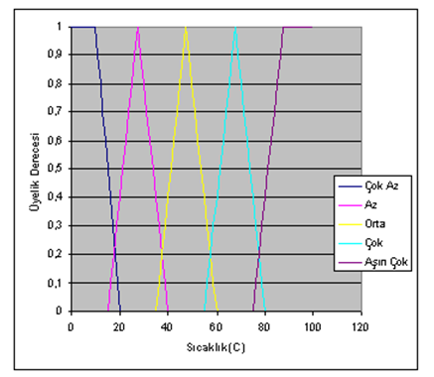 Üyelik Derecesi
1
0,9
0,8
0,7
0,6
0,5
0,4
0,3
0,2
0,1
0
0 20 40 60 80 100 120
Sıcaklık(C)
Çok Az
Az
Orta
Çok
Aşırı Çok